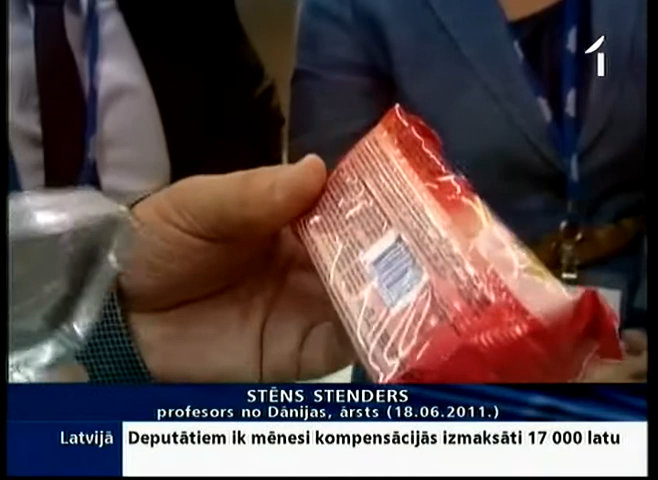 1
STĒNS STENDERS
profesors no Dānijas, ārsts (18.06.2011.)
Latvijā
Deputātiem ik mēnesi kompensācijās izmaksāti 17 000 latu